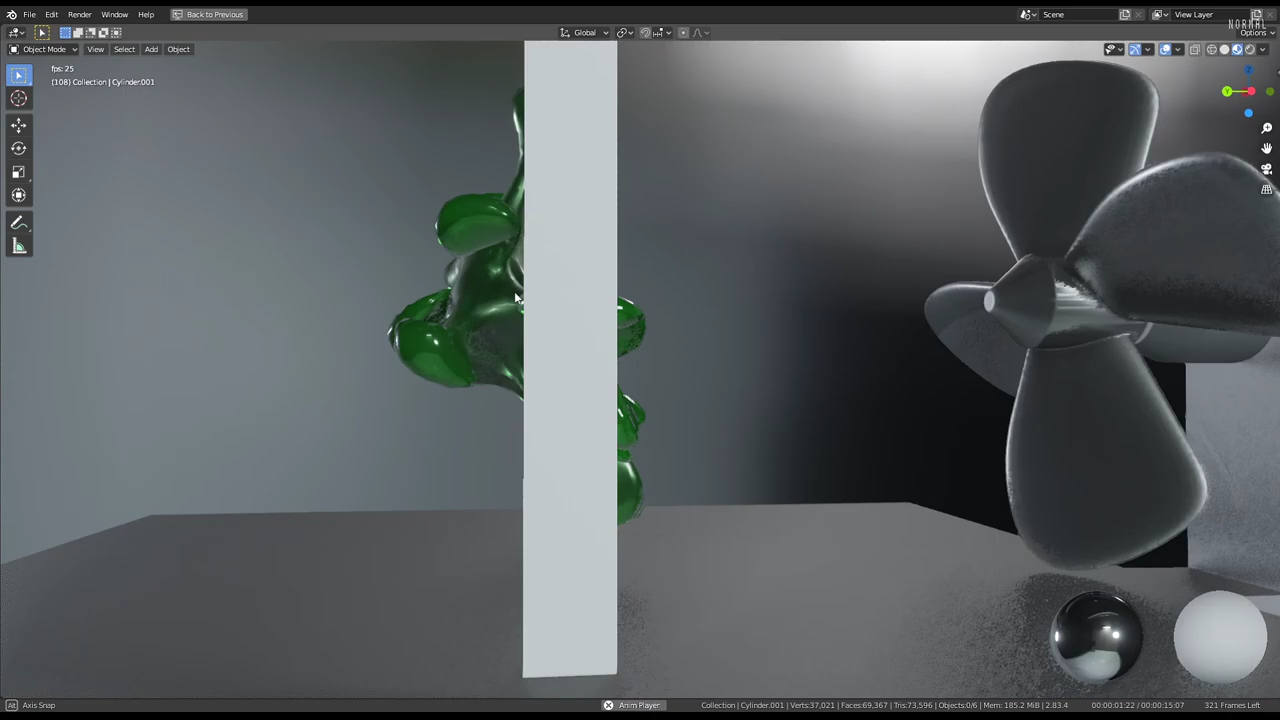 File Edit Render Window Help Back to Previous Scene View Layer
NORMAL
Global Options
Object Mode View Select Add Object
fps: 25
(108) Collection | Cylinder.001
Y
Alt Axis Snap Anim Player Collection | Cylinder.001 | Verts:37,021 | Faces:69,367 | Tris:73,596 | Objects:0/6 | Mem: 185.2 MiB | 2.83.4 00:00:01:22 / 00:00:15:07 321 Frames Left